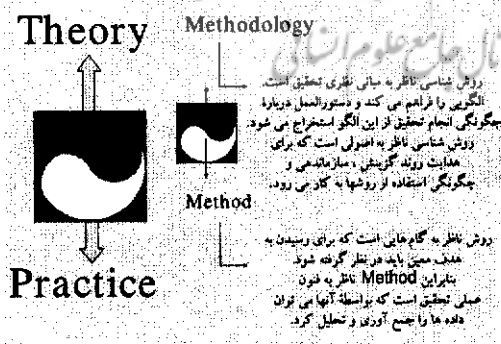 Theory
Methodology
روش شناسی ناظر به مبانی نظری تحقیق است.
الگویی را فراهم می کند و دستورالعمل دربارهٔ
چگونگی انجام تحقیق از این الگو استخراج می شود.
روش شناسی ناظر به اصولی است که برای
هدایت روند گزینش ، سازماندهی و
چگونگی استفاده از روشها به کار می رود.
Method
Practice
روش ناظر به گام هایی است که برای رسیدن به
هدف معین باید در نظر گرفته شود.
بنابراین Method ناظر به فنون
عملی تحقیق است که بواسطهٔ آنها می توان
داده ها را جمع آوری و تحلیل کرد.
جامع علوم انسانی